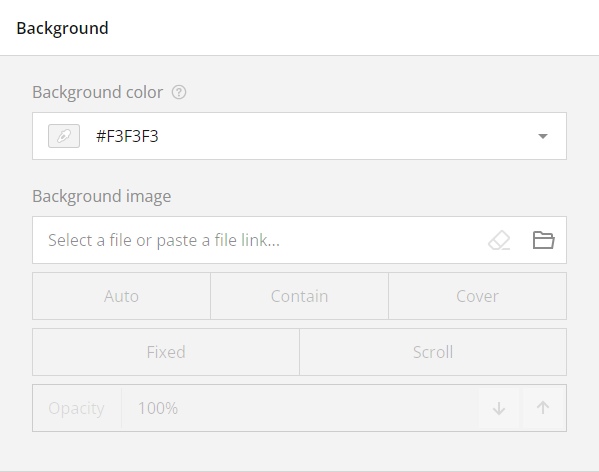 Background
Background color
#F3F3F3
Background image
Select a file or paste a file link...
Auto Contain Cover
Fixed Scroll
Opacity 100%